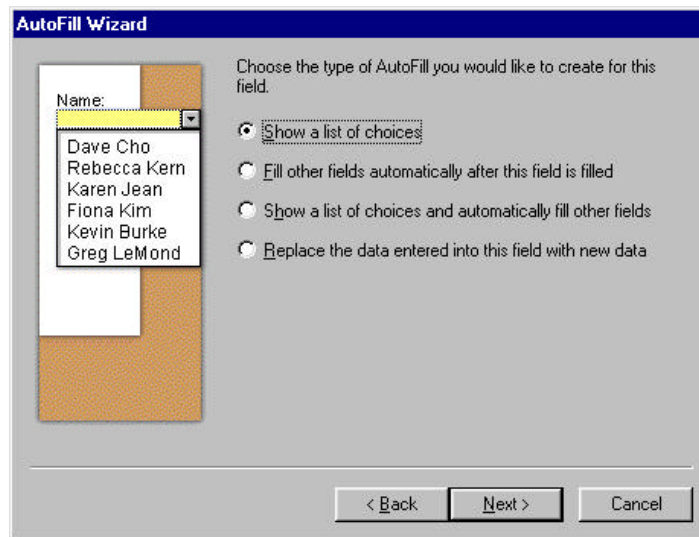 AutoFill Wizard
Choose the type of AutoFill you would like to create for this
field.
Name:
Dave Cho
Rebecca Kern
Karen Jean
Fiona Kim
Kevin Burke
Greg LeMond
Show a list of choices
Fill other fields automatically after this field is filled
Show a list of choices and automatically fill other fields
Replace the data entered into this field with new data
< Back
Next >
Cancel